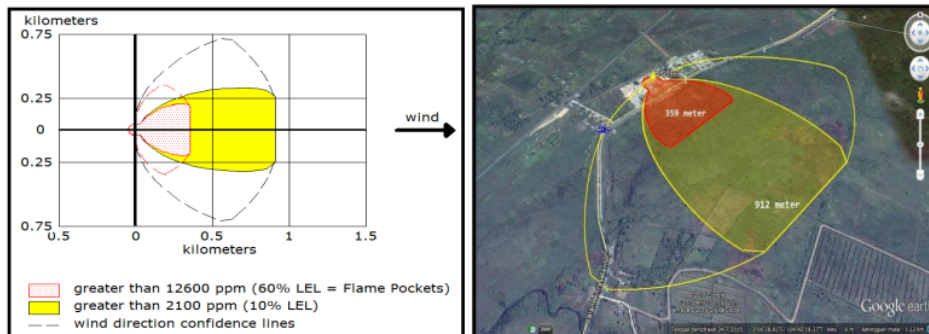 kilometers
0.75
0.25
0
0.25
0.75
0.5
0
0.5
1
1.5
kilometers
wind
greater than 12600 ppm (60% LEL = Flame Pockets)
greater than 2100 ppm (10% LEL)
wind direction confidence lines
359 meter
912 meter
Google earth